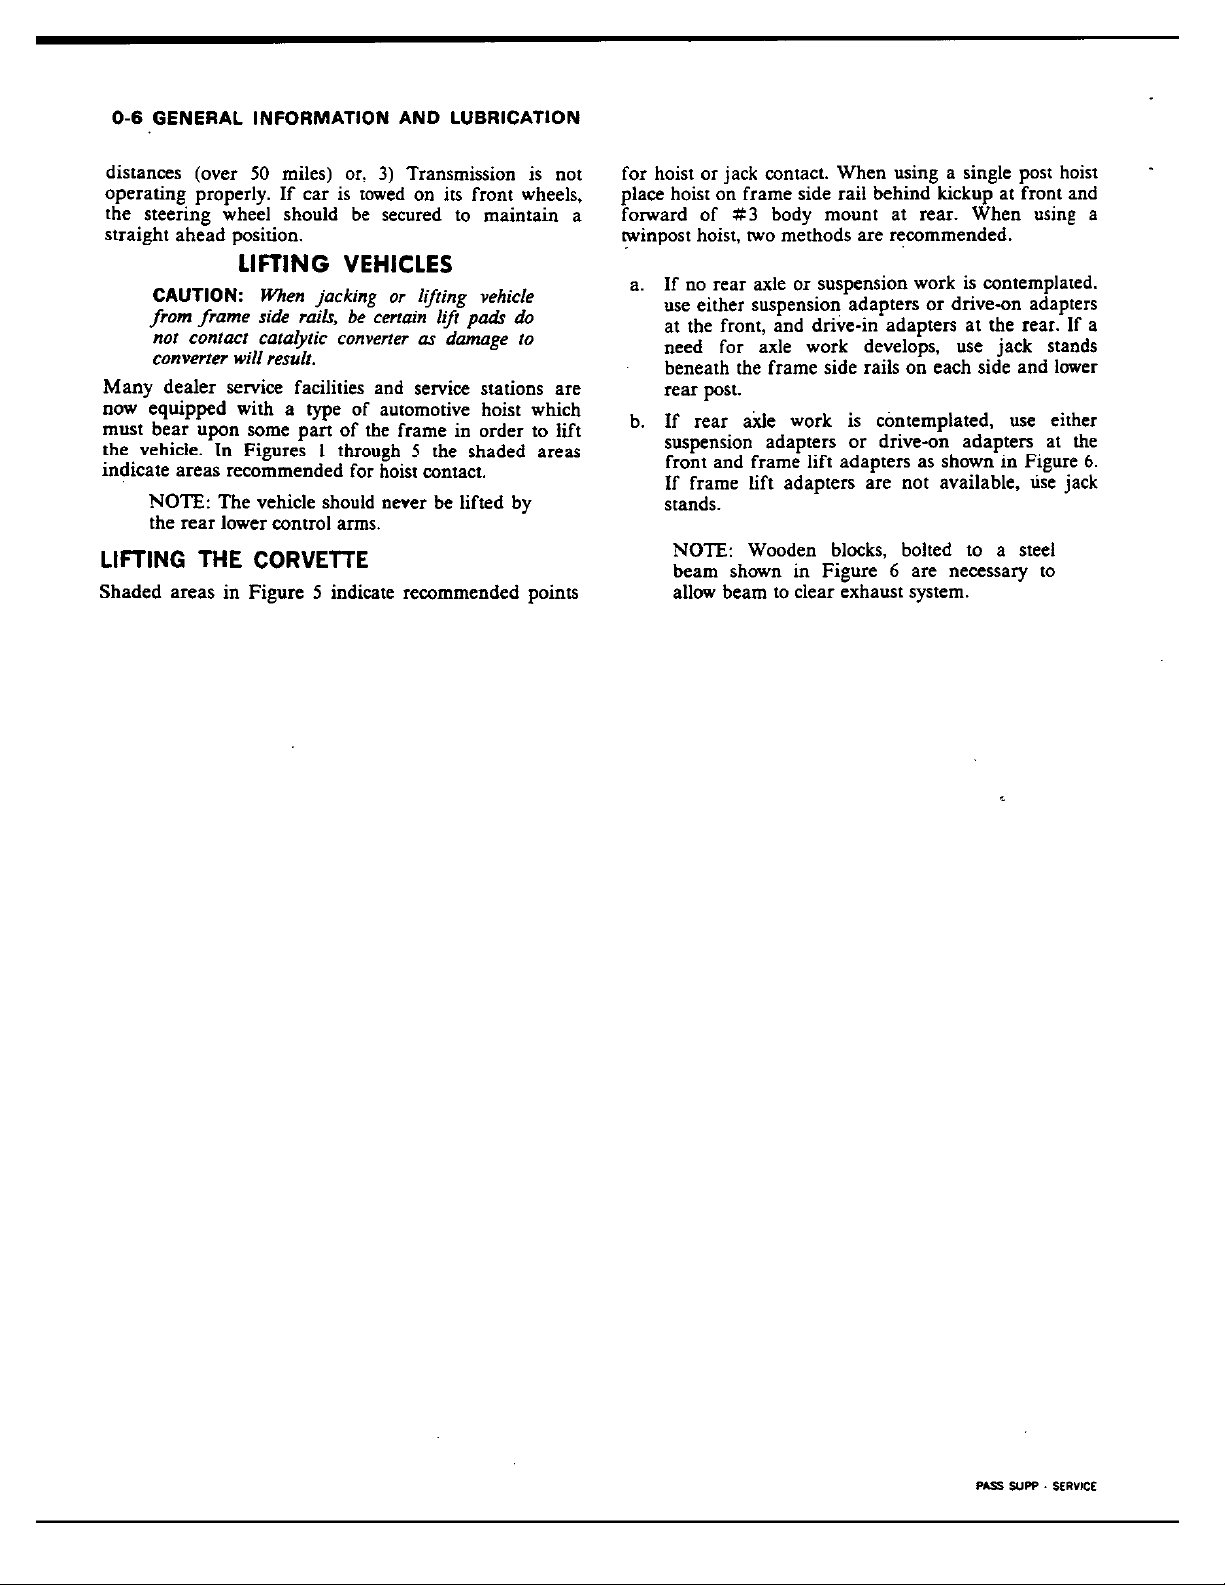 0-6 GENERAL INFORMATION AND LUBRICATION
distances (over 50 miles) or, 3) Transmission is not
operating properly. If car is towed on its front wheels,
the steering wheel should be secured to maintain a
straight ahead position.
LIFTING VEHICLES
CAUTION: When jacking or lifting vehicle
from frame side rails, be certain lift pads do
not contact catalytic converter as damage to
converter will result.
Many dealer service facilities and service stations are
now equipped with a type of automotive hoist which
must bear upon some part of the frame in order to lift
the vehicle. In Figures 1 through 5 the shaded areas
indicate areas recommended for hoist contact.
NOTE: The vehicle should never be lifted by
the rear lower control arms.
LIFTING THE CORVETTE
Shaded areas in Figure 5 indicate recommended points
for hoist or jack contact. When using a single post hoist
place hoist on frame side rail behind kickup at front and
forward of #3 body mount at rear. When using a
twinpost hoist, two methods are recommended.
a. If no rear axle or suspension work is contemplated.
use either suspension adapters or drive-on adapters
at the front, and drive-in adapters at the rear. If a
need for axle work develops, use jack stands
beneath the frame side rails on each side and lower
rear post.
b. If rear axle work is contemplated, use either
suspension adapters or drive-on adapters at the
front and frame lift adapters as shown in Figure 6.
If frame lift adapters are not available, use jack
stands.
NOTE: Wooden blocks, bolted to a steel
beam shown in Figure 6 are necessary to
allow beam to clear exhaust system.
PASS SUPP - SERVICE